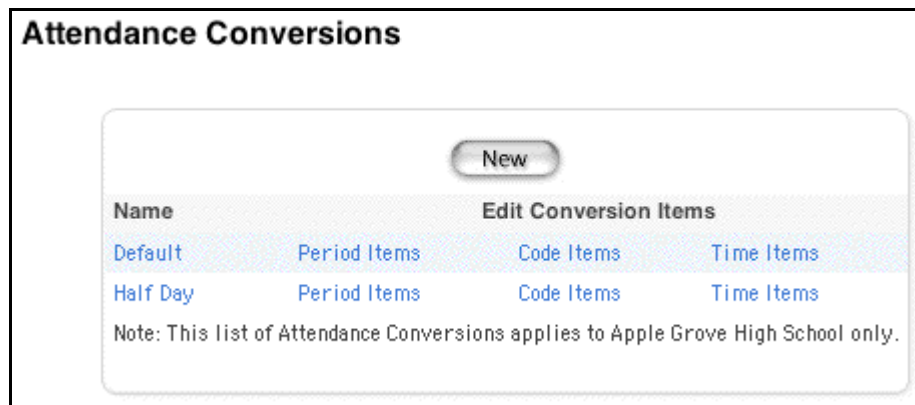 Attendance Conversions
New
Name Edit Conversion Items
Default Period Items Code Items Time Items
Half Day Period Items Code Items Time Items
Note: This list of Attendance Conversions applies to Apple Grove High School only.